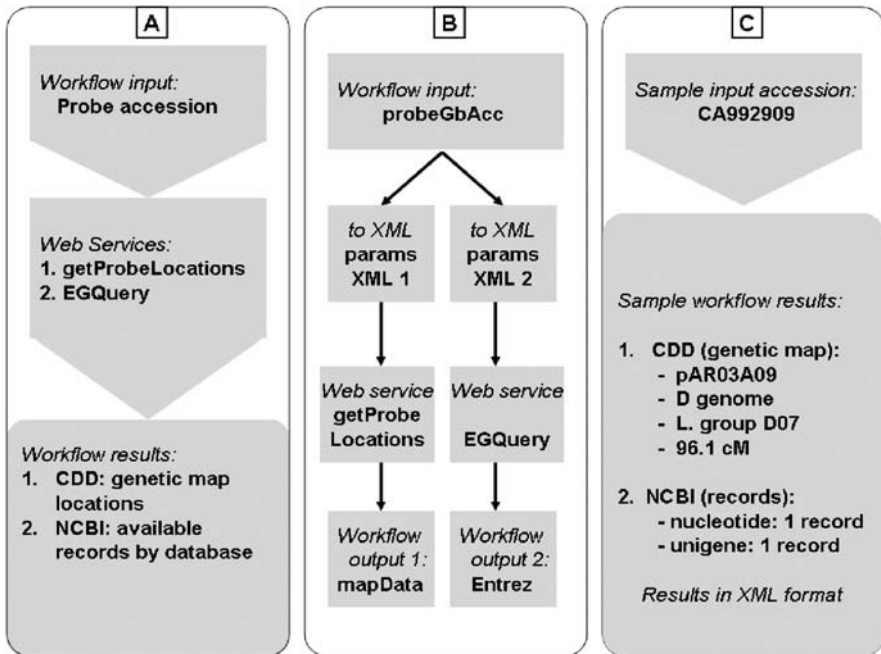 A
Workflow input:
Probe accession
Web Services:
1. getProbeLocations
2. EGQuery
Workflow results:
1. CDD: genetic map
locations
2. NCBI: available
records by database
B
Workflow input:
probeGbAcc
to XML
params
XML 1
to XML
params
XML 2
Web service
getProbe
Locations
Web service
EGQuery
Workflow
output 1:
mapData
Workflow
output 2:
Entrez
C
Sample input accession:
CA992909
Sample workflow results:
1. CDD (genetic map):
- pAR03A09
- D genome
- L. group D07
- 96.1 cM
2. NCBI (records):
- nucleotide: 1 record
- unigene: 1 record
Results in XML format